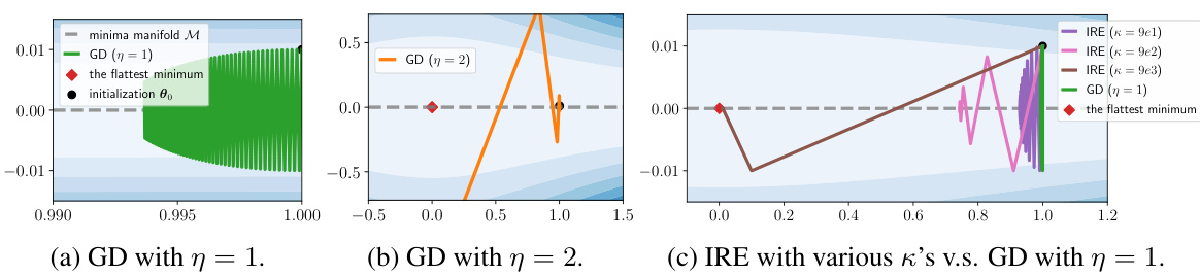 minima manifold ℳ
GD (η = 1)
the flattest minimum
initialization θ₀
0.01
0.00
−0.01
0.990
0.995
1.000
(a) GD with η = 1.
GD (η = 2)
0.5
0.0
−0.5
−0.5
0.0
0.5
1.0
1.5
(b) GD with η = 2.
IRE (κ = 9e1)
IRE (κ = 9e2)
IRE (κ = 9e3)
GD (η = 1)
the flattest minimum
0.01
0.00
−0.01
0.0
0.2
0.4
0.6
0.8
1.0
1.2
(c) IRE with various κ's v.s. GD with η = 1.